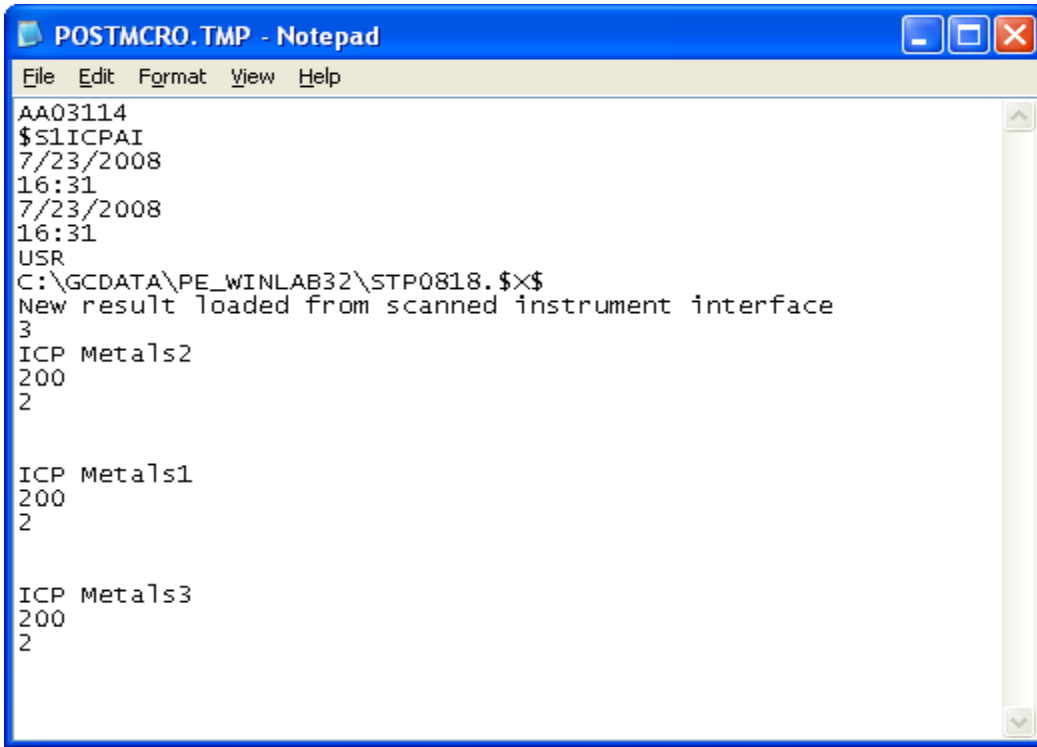 POSTMCRO.TMP - Notepad
File Edit Format View Help
AA03114
$S1ICPAI
7/23/2008
16:31
7/23/2008
16:31
USR
C:\GCDATA\PE_WINLAB32\STP0818.$X$
New result loaded from scanned instrument interface
3
ICP Metals2
200
2
ICP Metals1
200
2
ICP Metals3
200
2